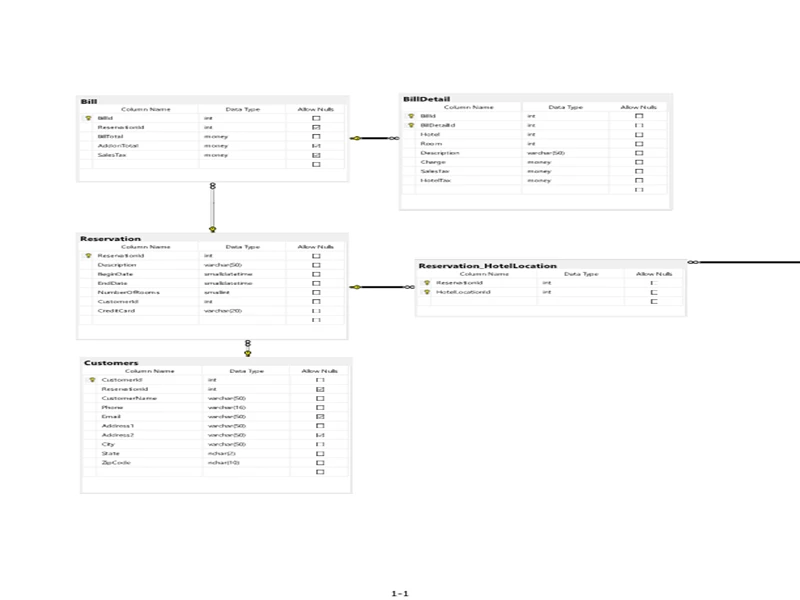 Bill
Column Name Data Type Allow Nulls
BillId int
ReservationId int
BillTotal money
AddonTotal money
SalesTax money
BillDetail
Column Name Data Type Allow Nulls
BillId int
BillDetailId int
Hotel int
Room int
Description varchar(50)
Charge money
SalesTax money
HotelTax money
Reservation
Column Name Data Type Allow Nulls
ReservationId int
Description varchar(50)
BeginDate smalldatetime
EndDate smalldatetime
NumberOfRooms smallint
CustomerId int
CreditCard varchar(20)
Reservation_HotelLocation
Column Name Data Type Allow Nulls
ReservationId int
HotelLocationId int
Customers
Column Name Data Type Allow Nulls
CustomerId int
ReservationId int
CustomerName varchar(50)
Phone varchar(16)
Email varchar(50)
Address1 varchar(50)
Address2 varchar(50)
City varchar(50)
State nchar(2)
ZipCode nchar(10)
1-1